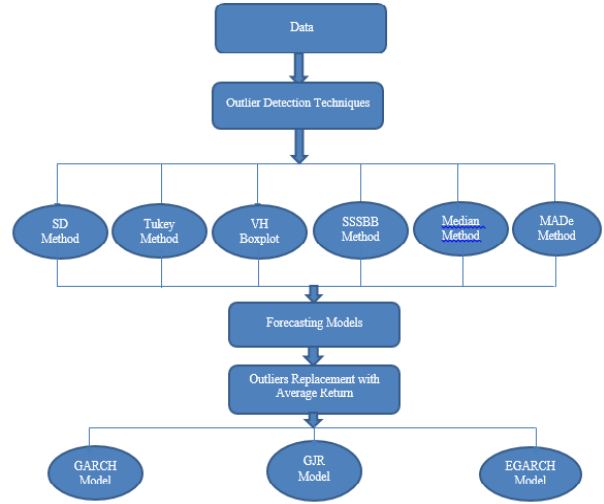 Data
Outlier Detection Techniques
SD
Method
Tukey
Method
VH
Boxplot
SSSBB
Method
Median
Method
MADe
Method
Forecasting Models
Outliers Replacement with
Average Return
GARCH
Model
GJR
Model
EGARCH
Model